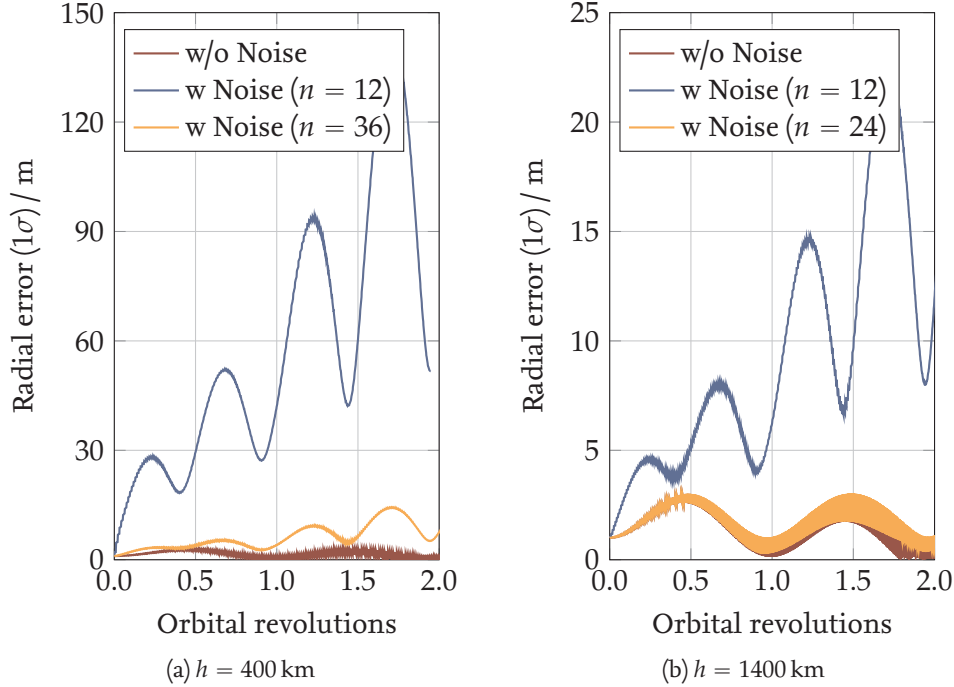 150
120
90
60
30
0
0.0 0.5 1.0 1.5 2.0
Radial error (1σ) / m
Orbital revolutions
w/o Noise
w Noise (n = 12)
w Noise (n = 36)
(a) h = 400 km
25
20
15
10
5
0
0.0 0.5 1.0 1.5 2.0
Radial error (1σ) / m
Orbital revolutions
w/o Noise
w Noise (n = 12)
w Noise (n = 24)
(b) h = 1400 km